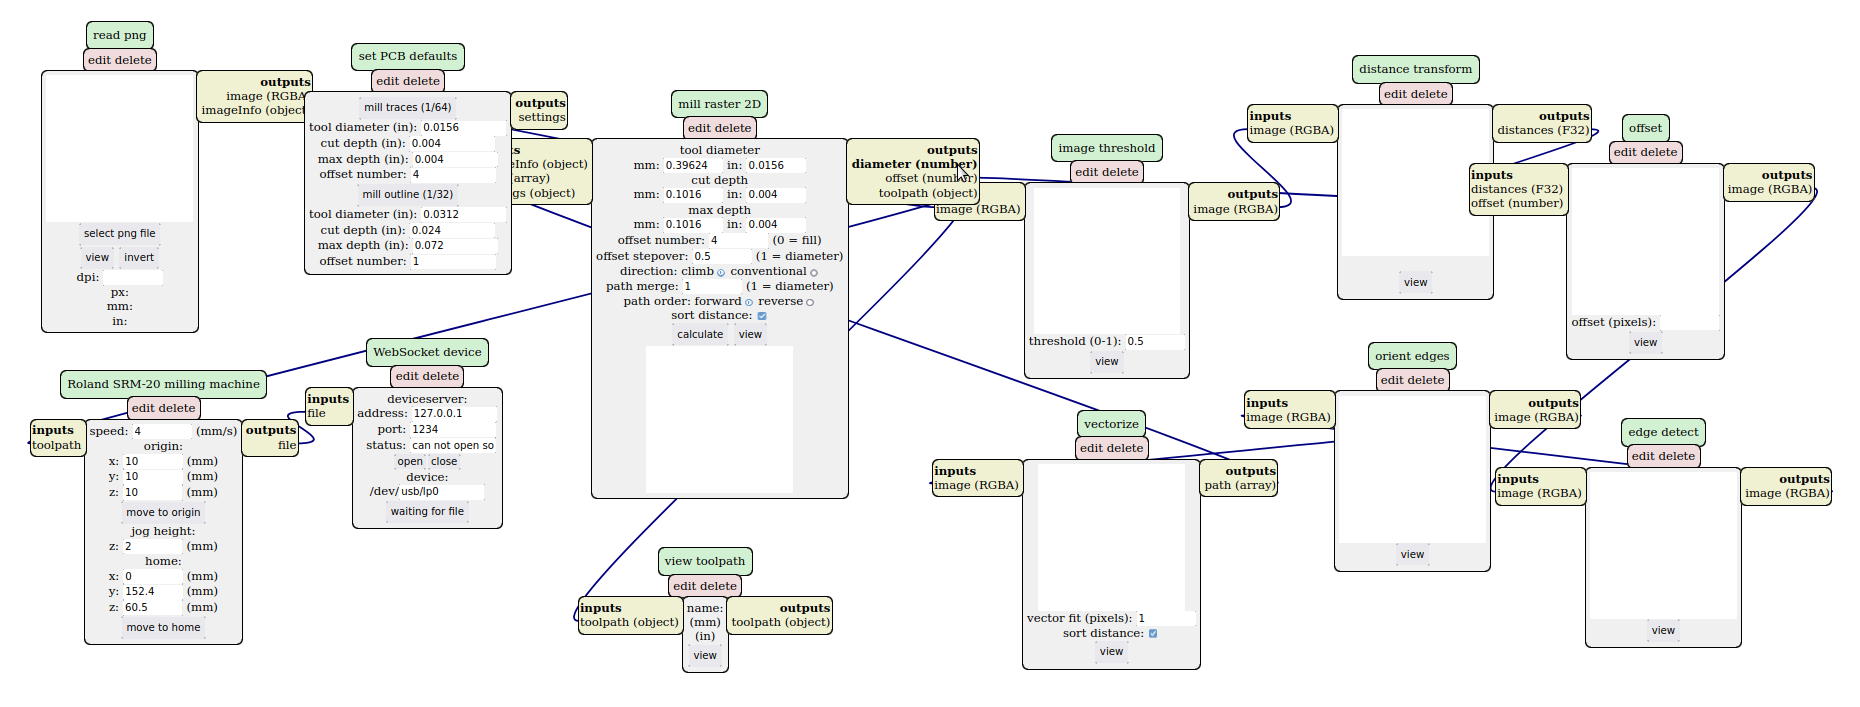 read png
edit delete
outputs
image (RGBA
imageInfo (object
select png file
view invert
dpi:
px:
mm:
in:
set PCB defaults
edit delete
mill traces (1/64)
tool diameter (in): 0.0156
cut depth (in): 0.004
max depth (in): 0.004
offset number: 4
mill outline (1/32)
tool diameter (in): 0.0312
cut depth (in): 0.024
max depth (in): 0.072
offset number: 1
outputs
settings
mill raster 2D
edit delete
ts
eInfo (object)
array)
gs (object)
tool diameter
mm: 0.39624 in: 0.0156
cut depth
mm: 0.1016 in: 0.004
max depth
mm: 0.1016 in: 0.004
offset number: 4 (0 = fill)
offset stepover: 0.5 (1 = diameter)
direction: climb conventional
path merge: 1 (1 = diameter)
path order: forward reverse
sort distance:
calculate view
outputs
diameter (number)
offset (number)
toolpath (object)
image threshold
edit delete
image (RGBA)
threshold (0-1): 0.5
view
outputs
image (RGBA)
distance transform
edit delete
inputs
image (RGBA)
view
outputs
distances (F32)
offset
edit delete
inputs
distances (F32)
offset (number)
offset (pixels):
view
outputs
image (RGBA)
Roland SRM-20 milling machine
edit delete
inputs
toolpath
speed: 4 (mm/s)
origin:
x: 10 (mm)
y: 10 (mm)
z: 10 (mm)
move to origin
jog height:
z: 2 (mm)
home:
x: 0 (mm)
y: 152.4 (mm)
z: 60.5 (mm)
move to home
outputs
file
WebSocket device
edit delete
inputs
file
deviceserver:
address: 127.0.0.1
port: 1234
status: can not open so
open close
device:
/dev/ usb/lp0
waiting for file
view toolpath
edit delete
inputs
toolpath (object)
name:
(mm)
(in)
view
outputs
toolpath (object)
vectorize
edit delete
inputs
image (RGBA)
vector fit (pixels): 1
sort distance:
view
outputs
path (array)
orient edges
edit delete
inputs
image (RGBA)
view
outputs
image (RGBA)
edge detect
edit delete
inputs
image (RGBA)
view
outputs
image (RGBA)